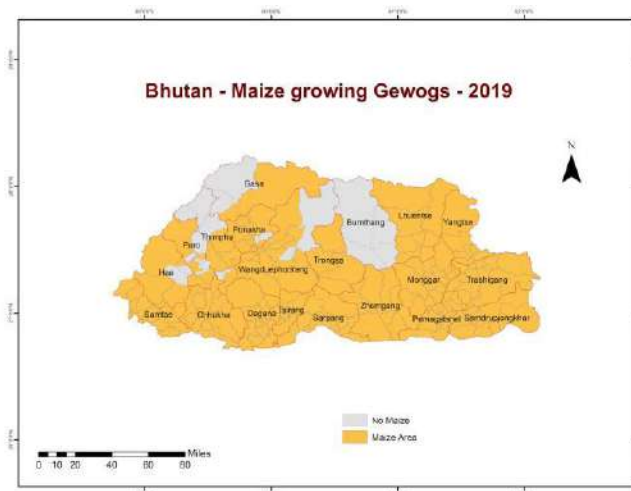 Bhutan - Maize growing Gewogs - 2019
N
Gasa
Bumthang
Lhuentse
Yangtse
Punakha
Thimphu
Paro
Trongsa
Wangduephodrang
Haa
Monggar
Trashigang
Zhemgang
Samtse
Chhukha
Dagana
Tsirang
Sarpang
Pemagatshel
Samdrupjongkhar
No Maize
Maize Area
Miles
0 5 10 20 40 60 80